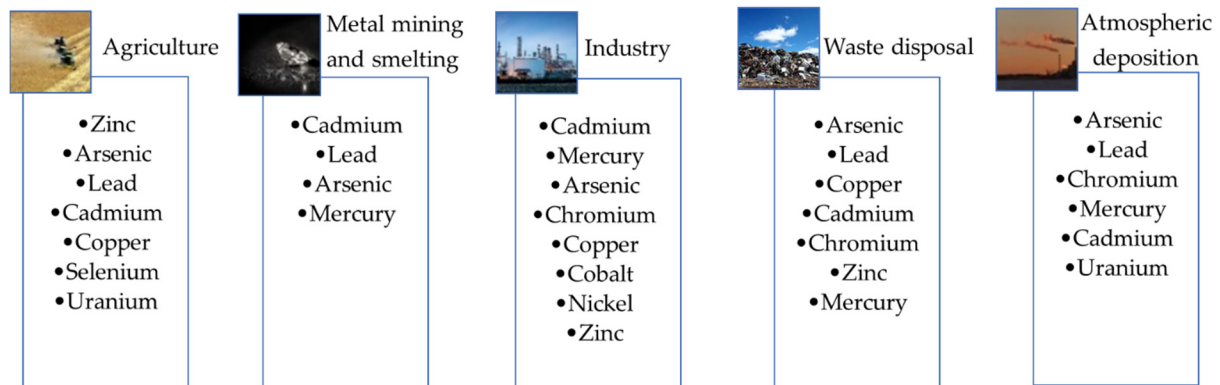 Agriculture
•Zinc
•Arsenic
•Lead
•Cadmium
•Copper
•Selenium
•Uranium
Metal mining
and smelting
•Cadmium
•Lead
•Arsenic
•Mercury
Industry
•Cadmium
•Mercury
•Arsenic
•Chromium
•Copper
•Cobalt
•Nickel
•Zinc
Waste disposal
•Arsenic
•Lead
•Copper
•Cadmium
•Chromium
•Zinc
•Mercury
Atmospheric
deposition
•Arsenic
•Lead
•Chromium
•Mercury
•Cadmium
•Uranium